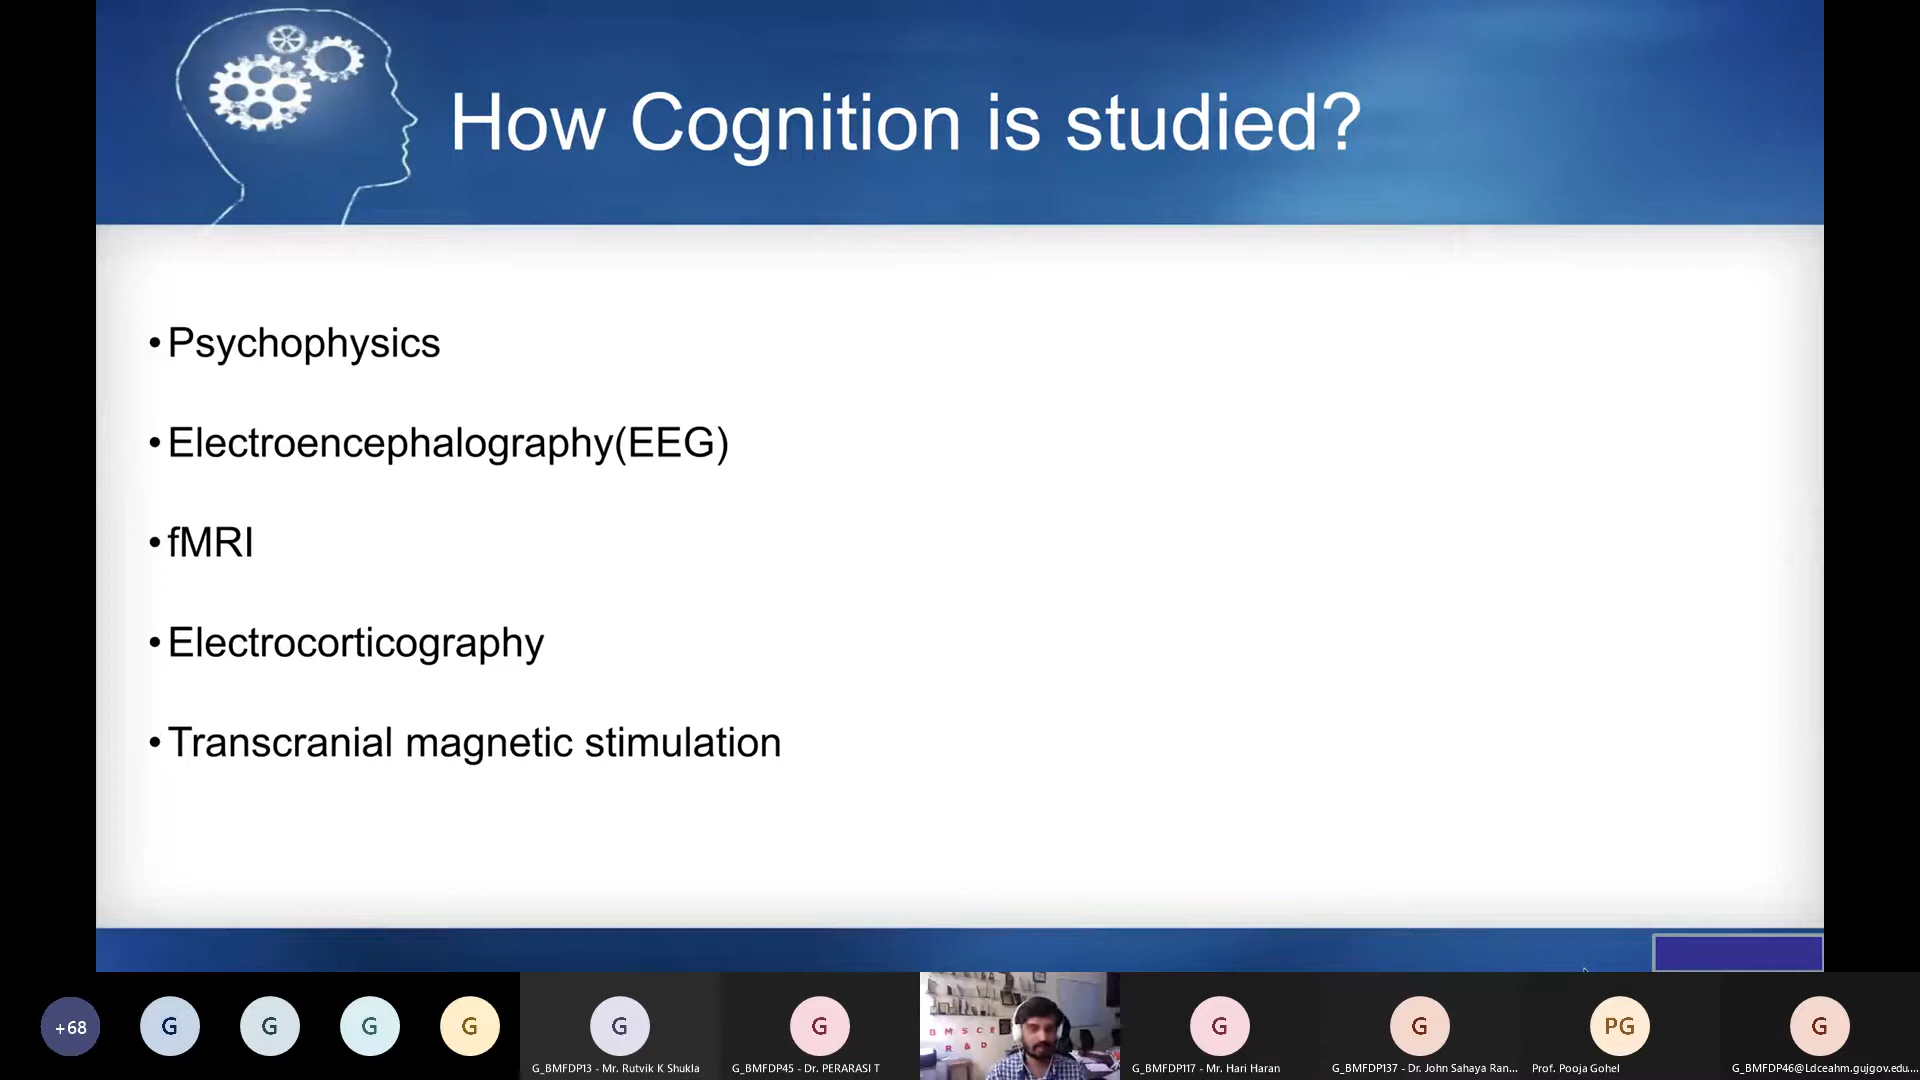 How Cognition is studied?
•Psychophysics
•Electroencephalography(EEG)
•fMRI
•Electrocorticography
•Transcranial magnetic stimulation
+68
G
G
G
G
G
G
G
G
PG
G
B M S C E
R & D
G_BMFDP13 - Mr. Rutvik K Shukla
G_BMFDP45 - Dr. PERARASI T
G_BMFDP117 - Mr. Hari Haran
G_BMFDP137 - Dr. John Sahaya Ran...
Prof. Pooja Gohel
G_BMFDP46@Ldceahm.gujgov.edu....